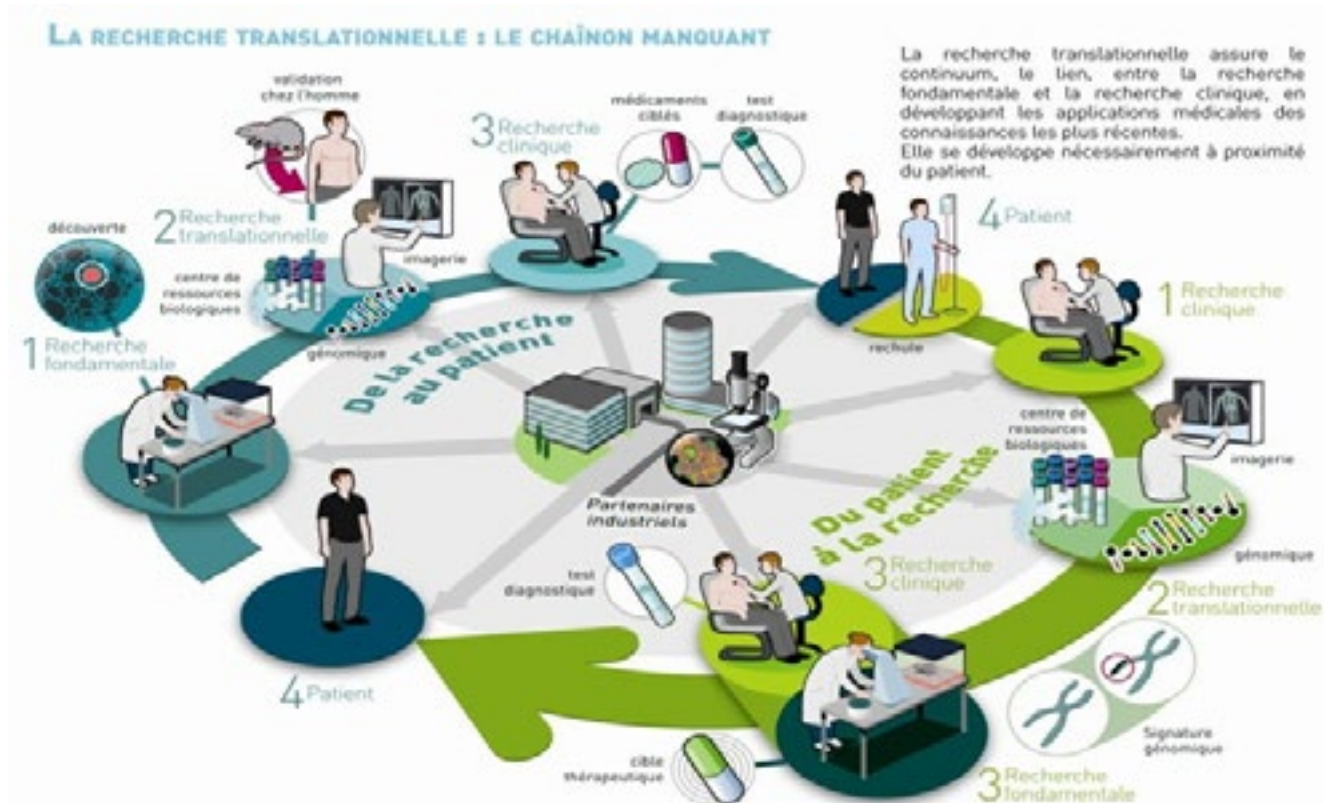 LA RECHERCHE TRANSLATIONNELLE : LE CHAÎNON MANQUANT
La recherche translationnelle assure le
continuum, le lien, entre la recherche
fondamentale et la recherche clinique, en
développant les applications médicales des
connaissances les plus récentes.
Elle se développe nécessairement à proximité
du patient.
validation
chez l'homme
3 Recherche
clinique
médicaments
ciblés
test
diagnostique
découverte
2 Recherche
translationnelle
imagerie
centre de
ressources
biologiques
génomique
1 Recherche
fondamentale
De la recherche
au patient
4 Patient
rechute
1 Recherche
clinique
centre de
ressources
biologiques
imagerie
génomique
2 Recherche
translationnelle
Du patient
à la recherche
Partenaires
industriels
test
diagnostique
3 Recherche
clinique
4 Patient
Signature
génomique
cible
thérapeutique
3 Recherche
fondamentale